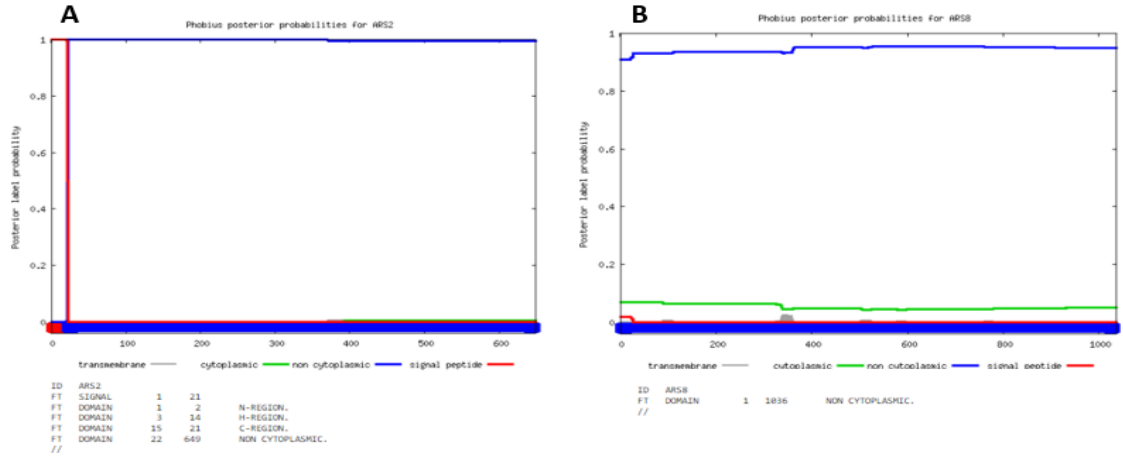 A
Phobius posterior probabilities for ARS2
Posterior label probability
1
0.8
0.6
0.4
0.2
0
0 100 200 300 400 500 600
transmembrane cytoplasmic non cytoplasmic signal peptide
ID ARS2
FT SIGNAL 1 21
FT DOMAIN 1 2 N-REGION.
FT DOMAIN 3 14 H-REGION.
FT DOMAIN 15 21 C-REGION.
FT DOMAIN 22 649 NON CYTOPLASMIC.
//
B
Phobius posterior probabilities for ARS8
Posterior label probability
1
0.8
0.6
0.4
0.2
0
0 200 400 600 800 1000
transmembrane cytoplasmic non cytoplasmic signal peptide
ID ARS8
FT DOMAIN 1 1036 NON CYTOPLASMIC.
//